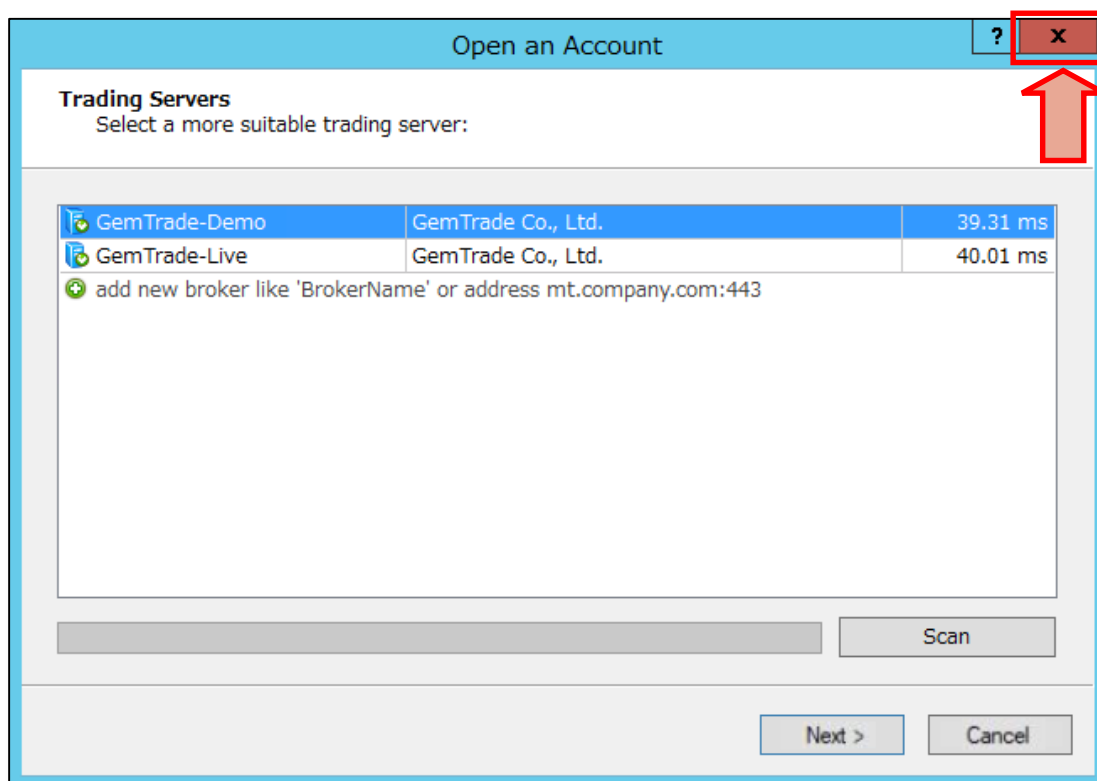 Open an Account
? x
Trading Servers
Select a more suitable trading server:
GemTrade-Demo GemTrade Co., Ltd. 39.31 ms
GemTrade-Live GemTrade Co., Ltd. 40.01 ms
add new broker like 'BrokerName' or address mt.company.com:443
Scan
Next > Cancel